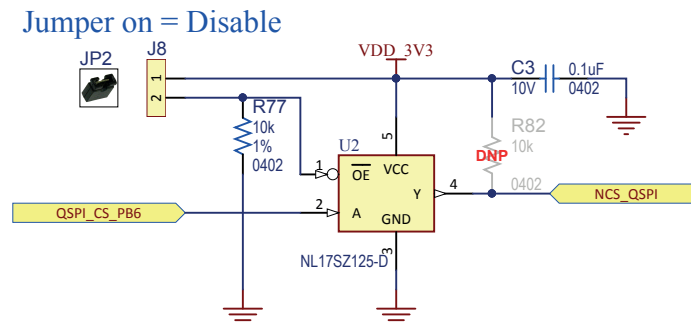 Jumper on = Disable
JP2
J8
1
2
VDD_3V3
C3
10V
0.1uF
0402
R77
10k
1%
0402
R82
10k
DNP
0402
U2
5
1
OE
VCC
Y
4
NCS_QSPI
QSPI_CS_PB6
2
A
GND
3
NL17SZ125-D